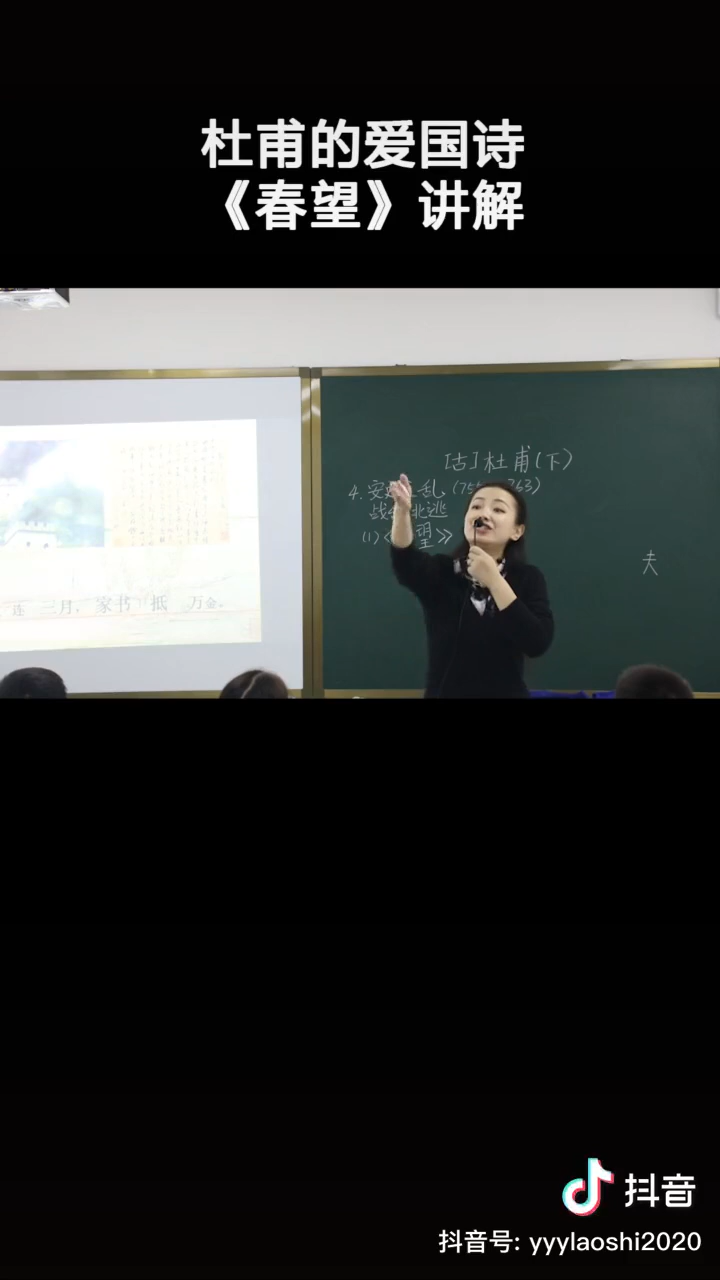 杜甫的爱国诗
《春望》讲解
[古]杜甫(下)
4.安 乱 763)
战 北逃
(1)《 望》
夫
连 三月，家书 抵 万金。
抖音
抖音号: yyylaoshi2020